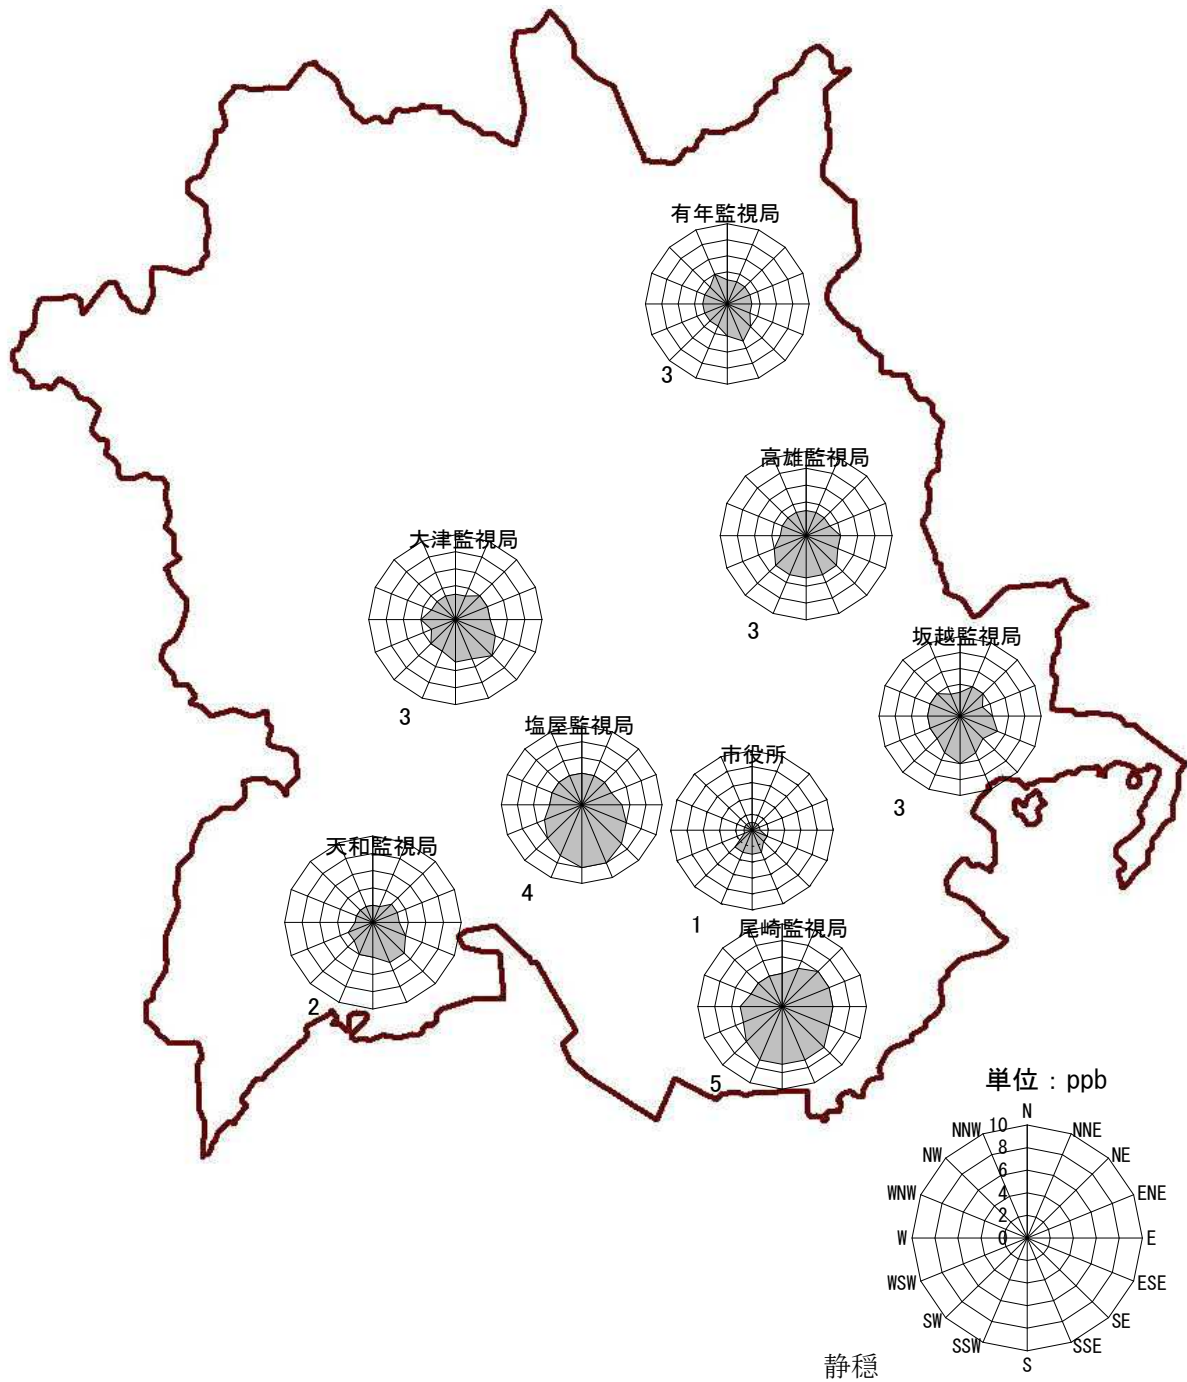 有年監視局
3
高雄監視局
3
大津監視局
3
坂越監視局
3
塩屋監視局
4
市役所
1
天和監視局
2
尾崎監視局
5
単位：ppb
N
NNE
NE
ENE
E
ESE
SE
SSE
S
SSW
SW
WSW
W
WNW
NW
NNW
10
8
6
4
2
0
静穏